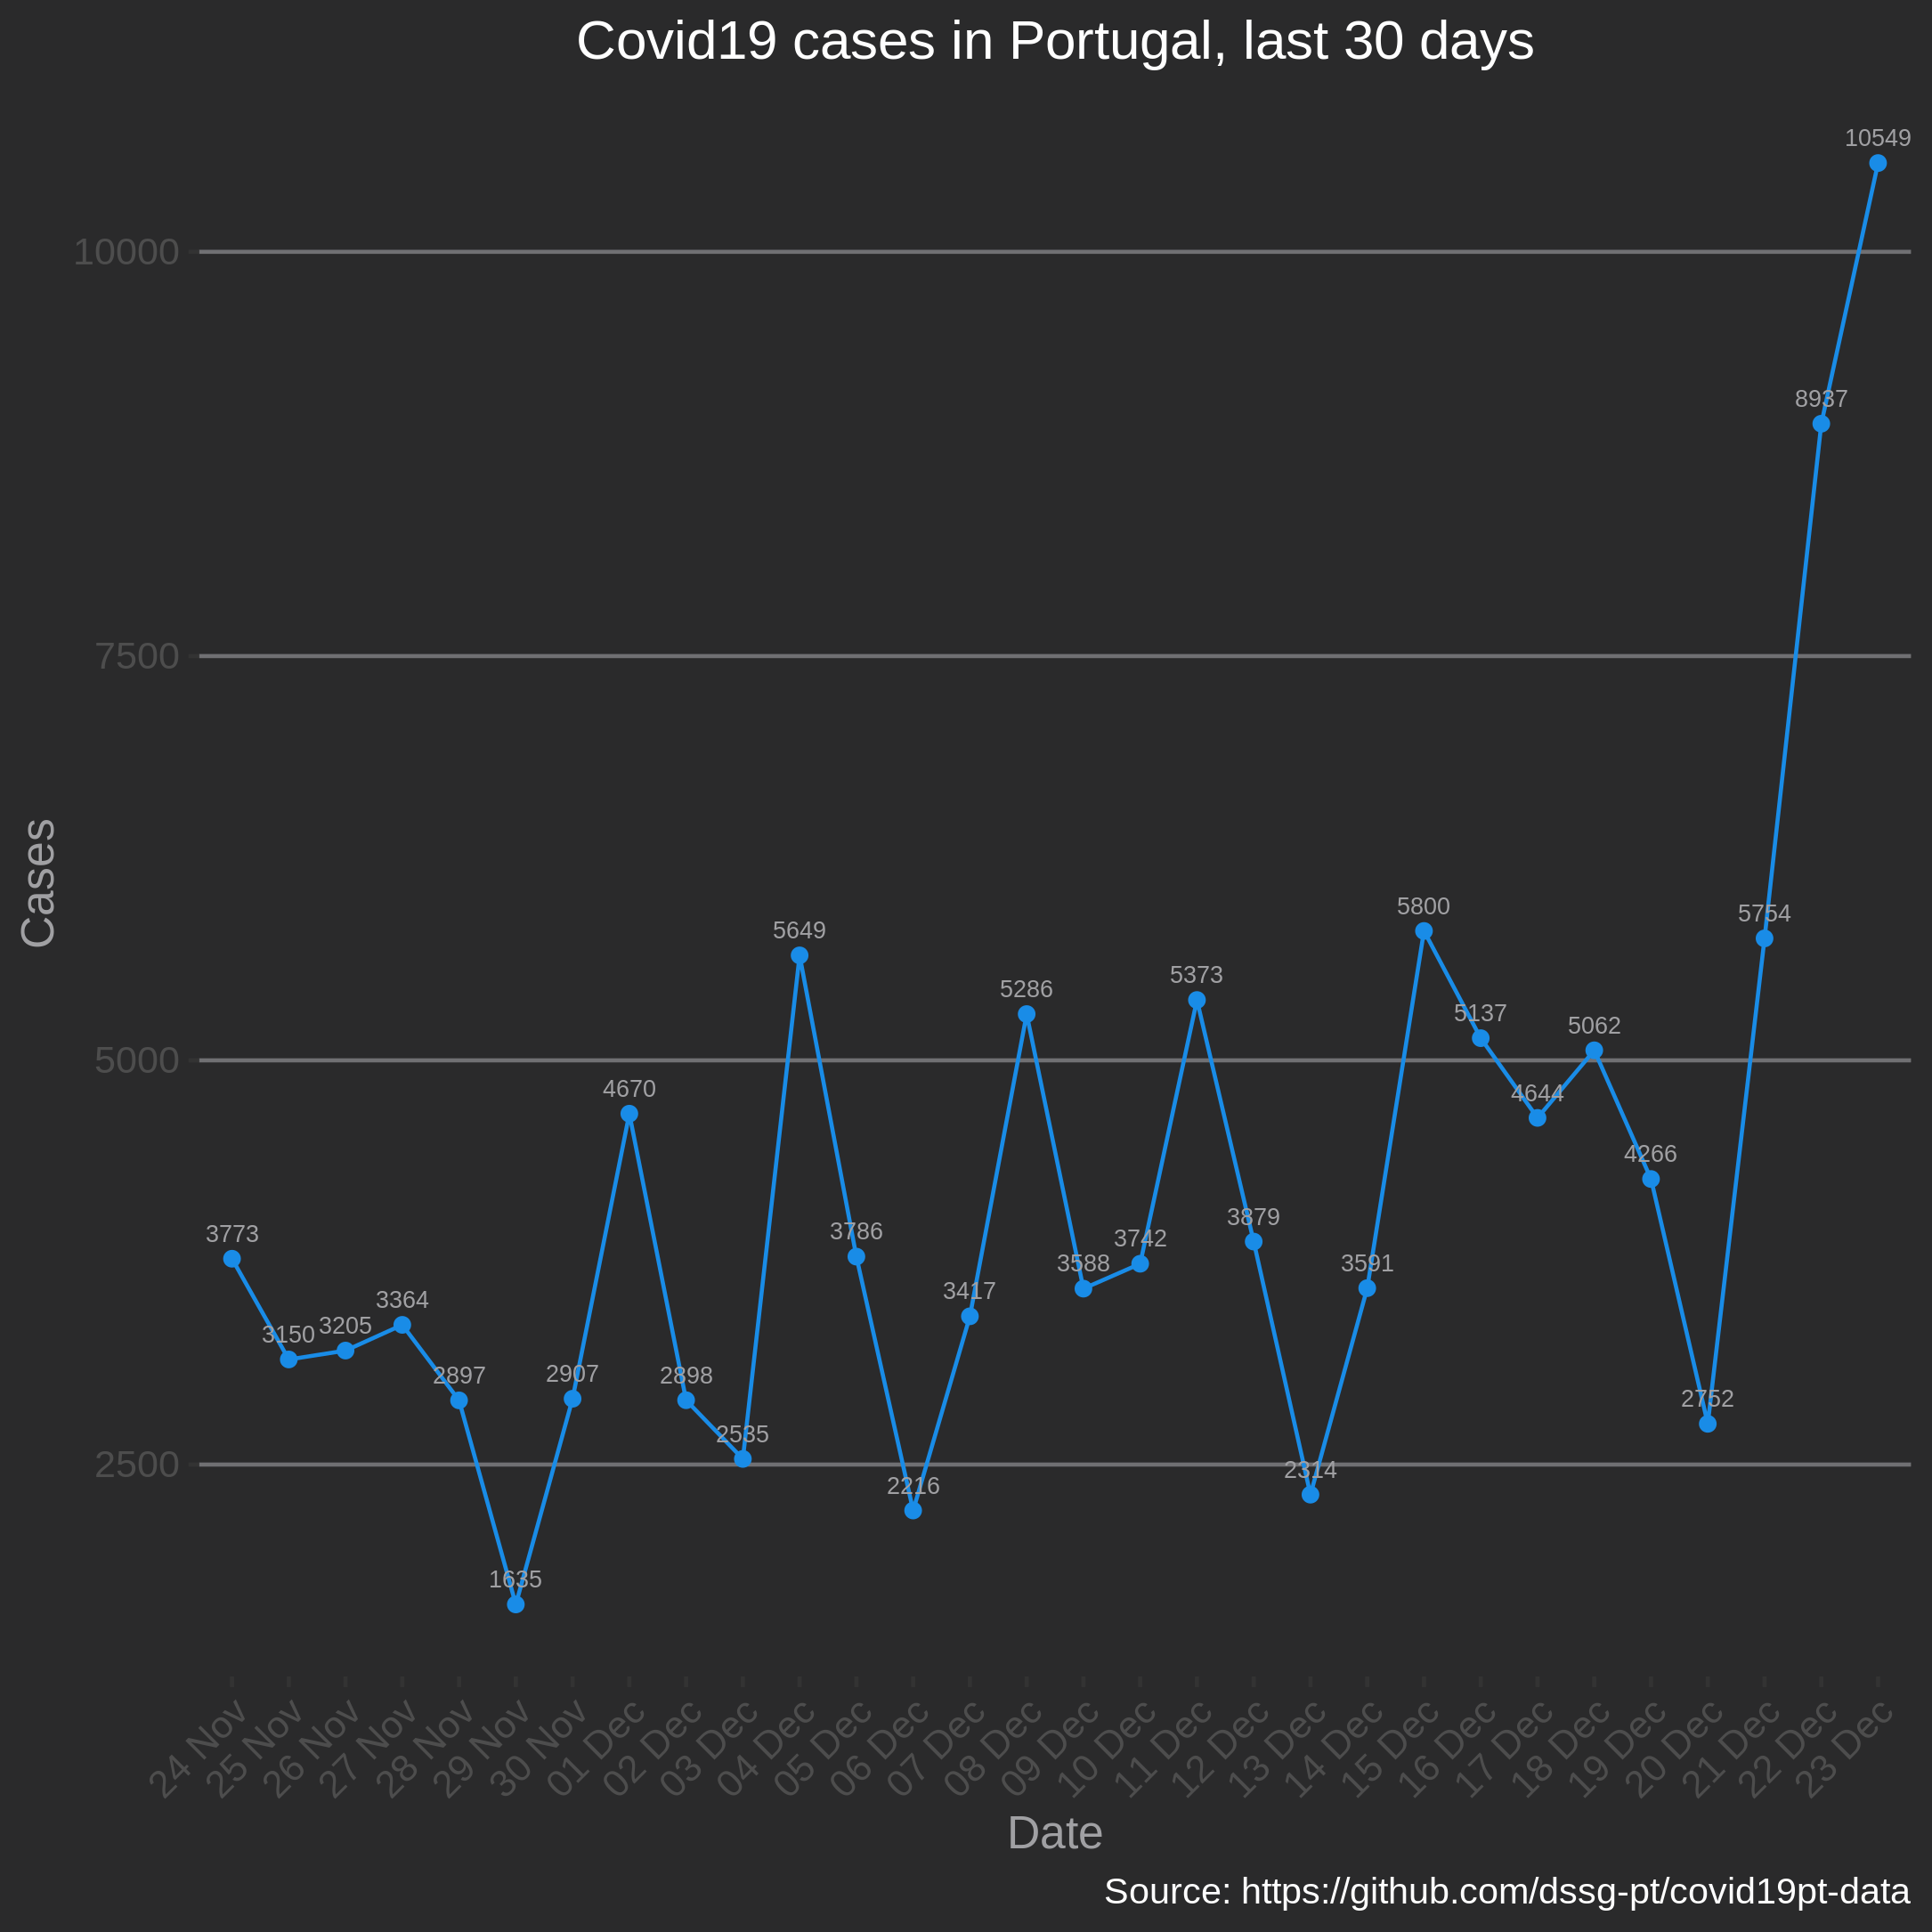 Covid19 cases in Portugal, last 30 days
10549
10000
8937
7500
Cases
5800
5754
5649
5373
5286
5137
5062
5000
4670
4644
4266
3879
3773
3786
3742
3591
3588
3417
3364
3205
3150
2907
2898
2897
2752
2535
2500
2314
2216
1635
24 Nov
25 Nov
26 Nov
27 Nov
28 Nov
29 Nov
30 Nov
01 Dec
02 Dec
03 Dec
04 Dec
05 Dec
06 Dec
07 Dec
08 Dec
09 Dec
10 Dec
11 Dec
12 Dec
13 Dec
14 Dec
15 Dec
16 Dec
17 Dec
18 Dec
19 Dec
20 Dec
21 Dec
22 Dec
23 Dec
Date
Source: https://github.com/dssg-pt/covid19pt-data